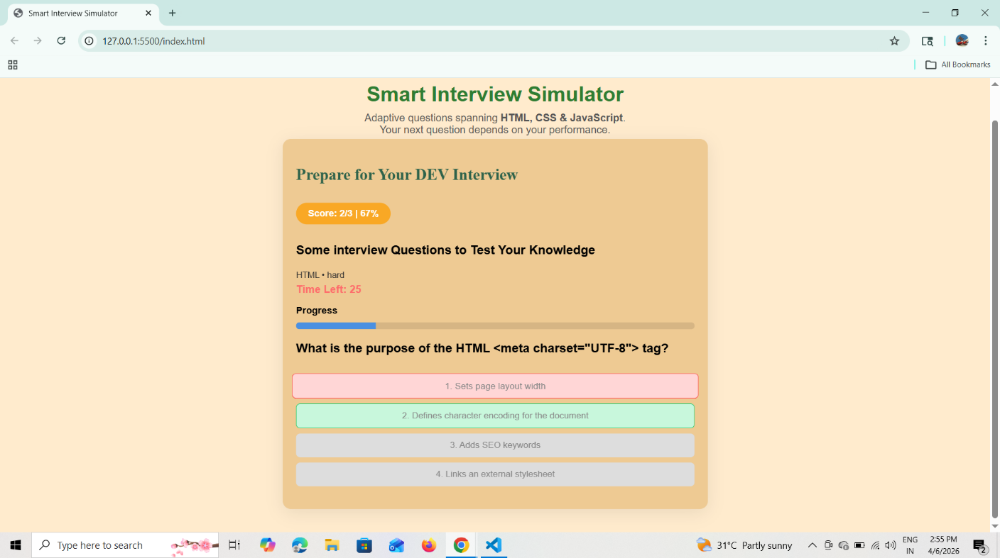 Smart Interview Simulator
127.0.0.1:5500/index.html
All Bookmarks
Smart Interview Simulator
Adaptive questions spanning HTML, CSS & JavaScript.
Your next question depends on your performance.
Prepare for Your DEV Interview
Score: 2/3 | 67%
Some interview Questions to Test Your Knowledge
HTML • hard
Time Left: 25
Progress
What is the purpose of the HTML <meta charset="UTF-8"> tag?
1. Sets page layout width
2. Defines character encoding for the document
3. Adds SEO keywords
4. Links an external stylesheet
Type here to search
31°C Partly sunny
ENG
IN
2:55 PM
4/6/2026
2